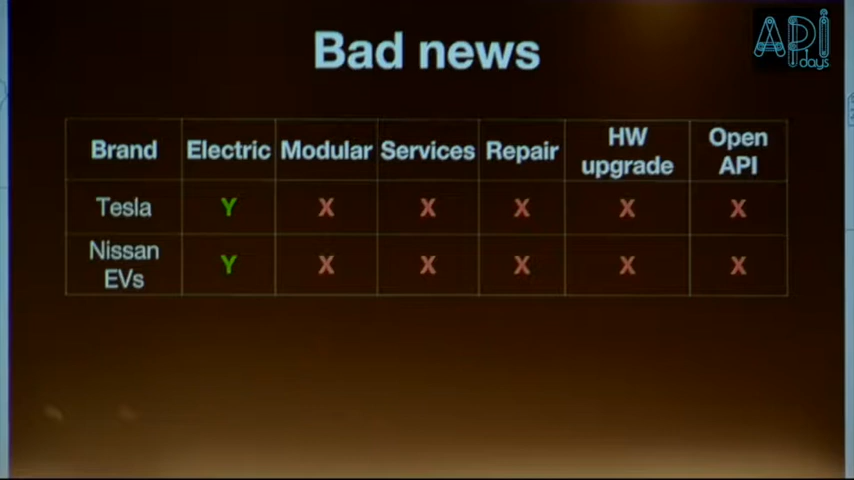 Bad news
API
days
Brand Electric Modular Services Repair HW upgrade Open API
Tesla Y X X X X X
Nissan EVs Y X X X X X